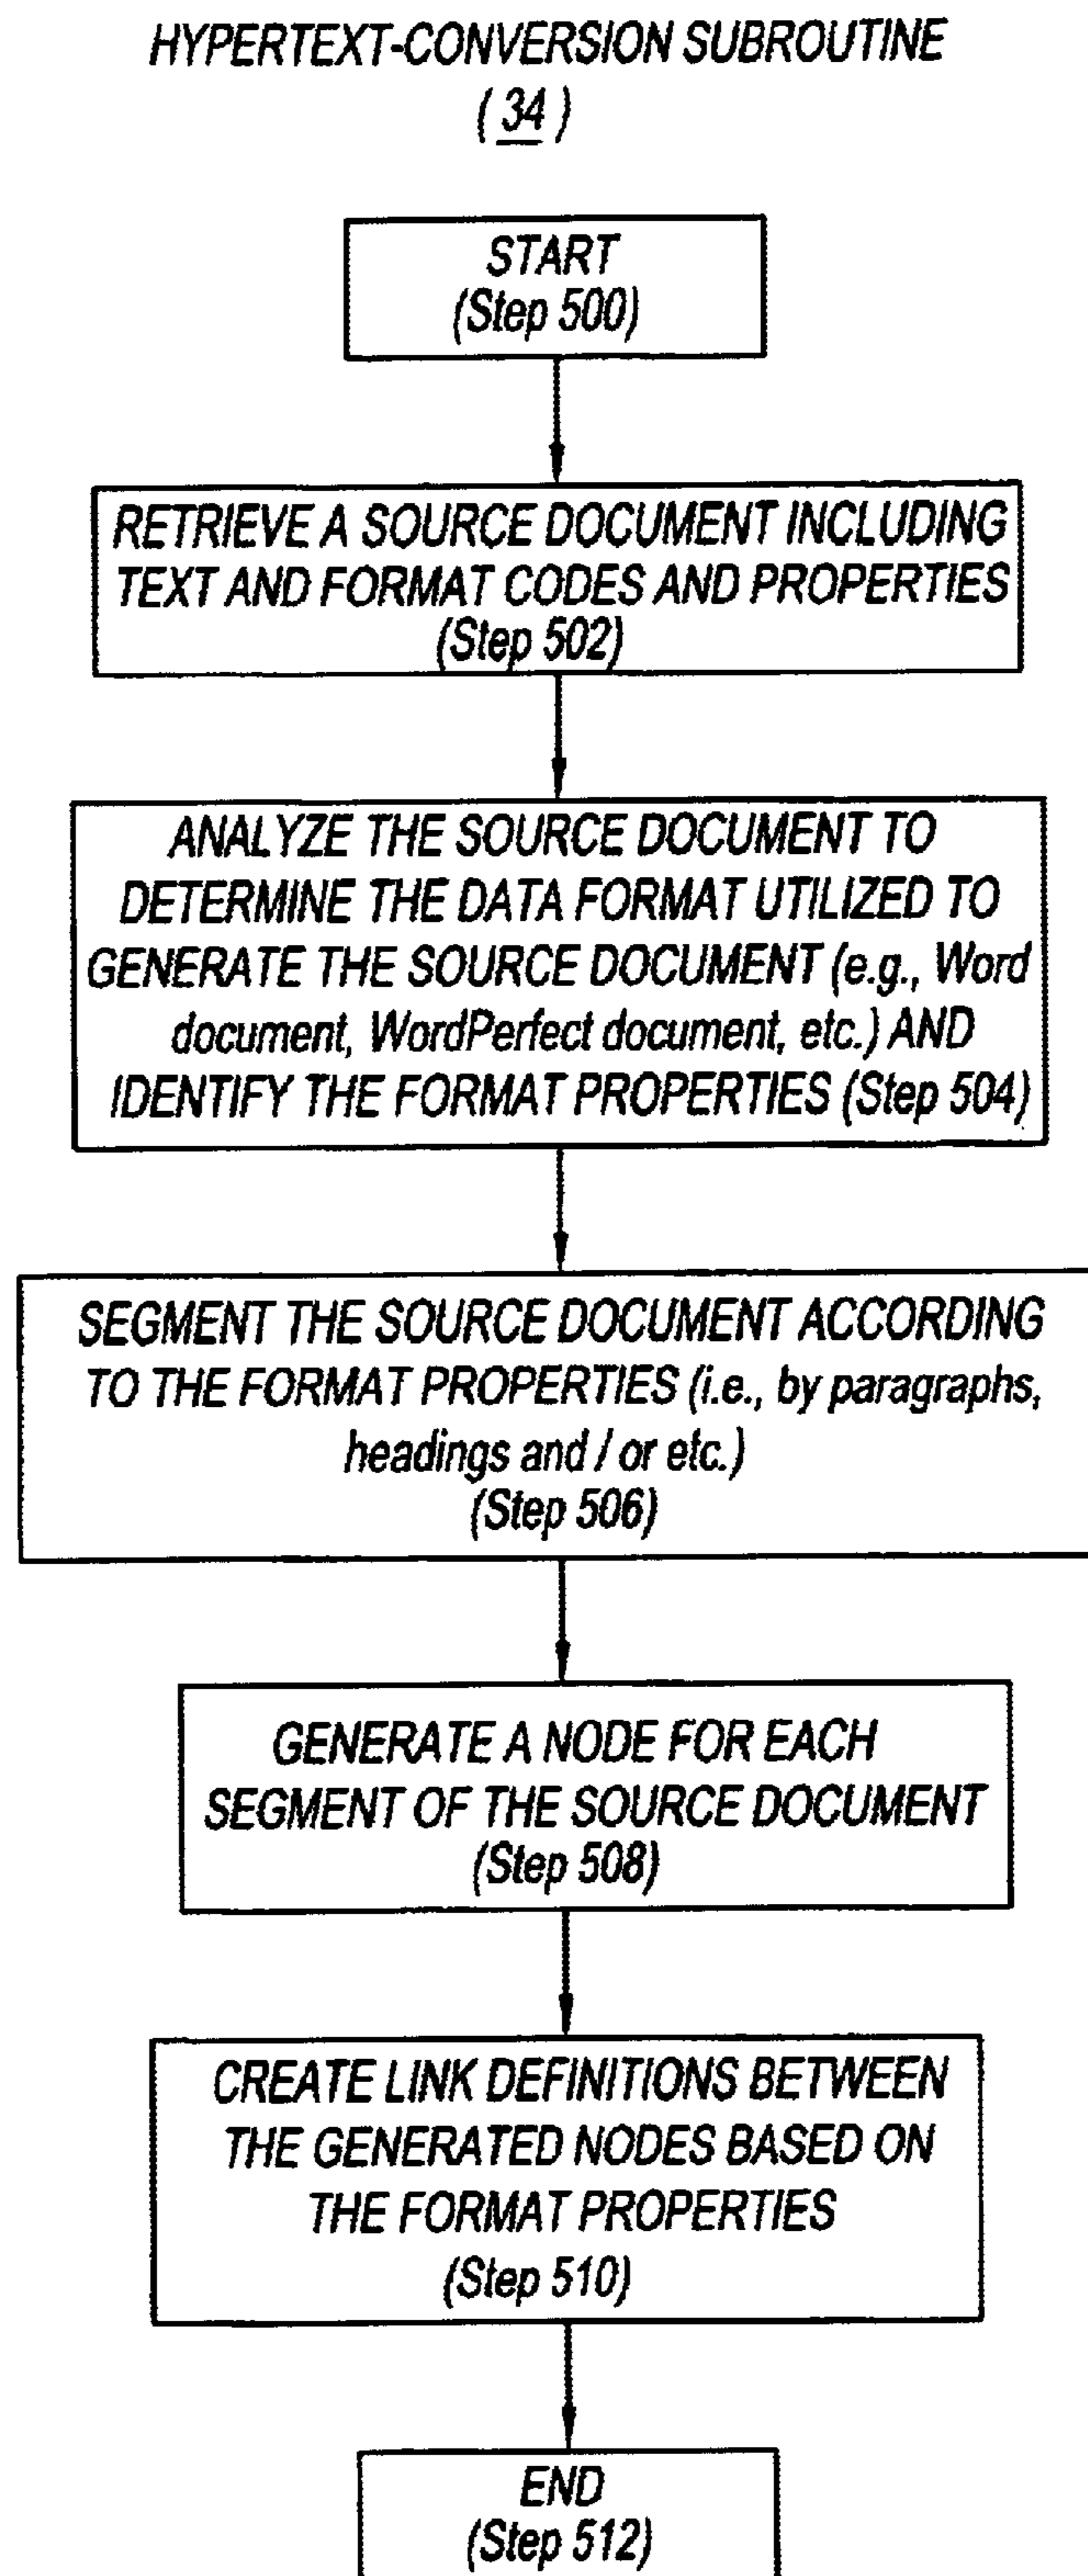 HYPERTEXT-CONVERSION SUBROUTINE
( 34 )
START
(Step 500)
RETRIEVE A SOURCE DOCUMENT INCLUDING
TEXT AND FORMAT CODES AND PROPERTIES
(Step 502)
ANALYZE THE SOURCE DOCUMENT TO
DETERMINE THE DATA FORMAT UTILIZED TO
GENERATE THE SOURCE DOCUMENT (e.g., Word
document, WordPerfect document, etc.) AND
IDENTIFY THE FORMAT PROPERTIES (Step 504)
SEGMENT THE SOURCE DOCUMENT ACCORDING
TO THE FORMAT PROPERTIES (i.e., by paragraphs,
headings and / or etc.)
(Step 506)
GENERATE A NODE FOR EACH
SEGMENT OF THE SOURCE DOCUMENT
(Step 508)
CREATE LINK DEFINITIONS BETWEEN
THE GENERATED NODES BASED ON
THE FORMAT PROPERTIES
(Step 510)
END
(Step 512)